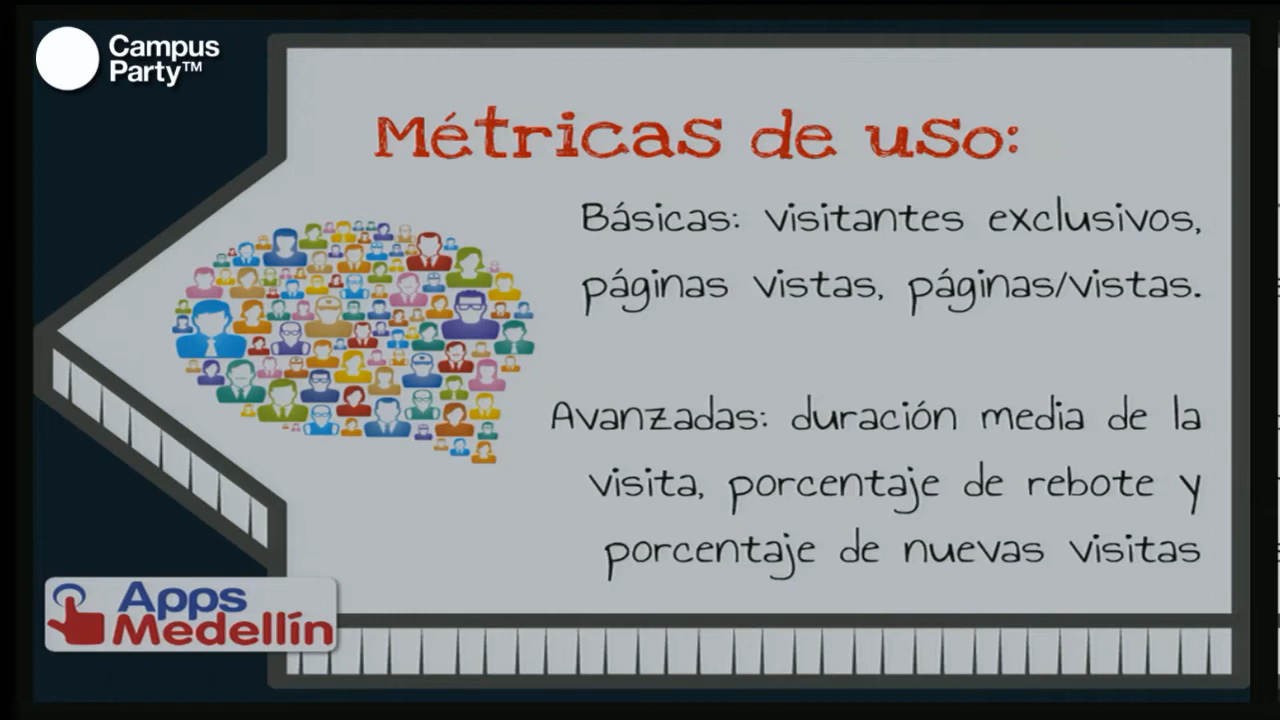 Campus
Party™
Métricas de uso:
Básicas: visitantes exclusivos,
páginas vistas, páginas/vistas.
Avanzadas: duración media de la
visita, porcentaje de rebote y
porcentaje de nuevas visitas
Apps
Medellín